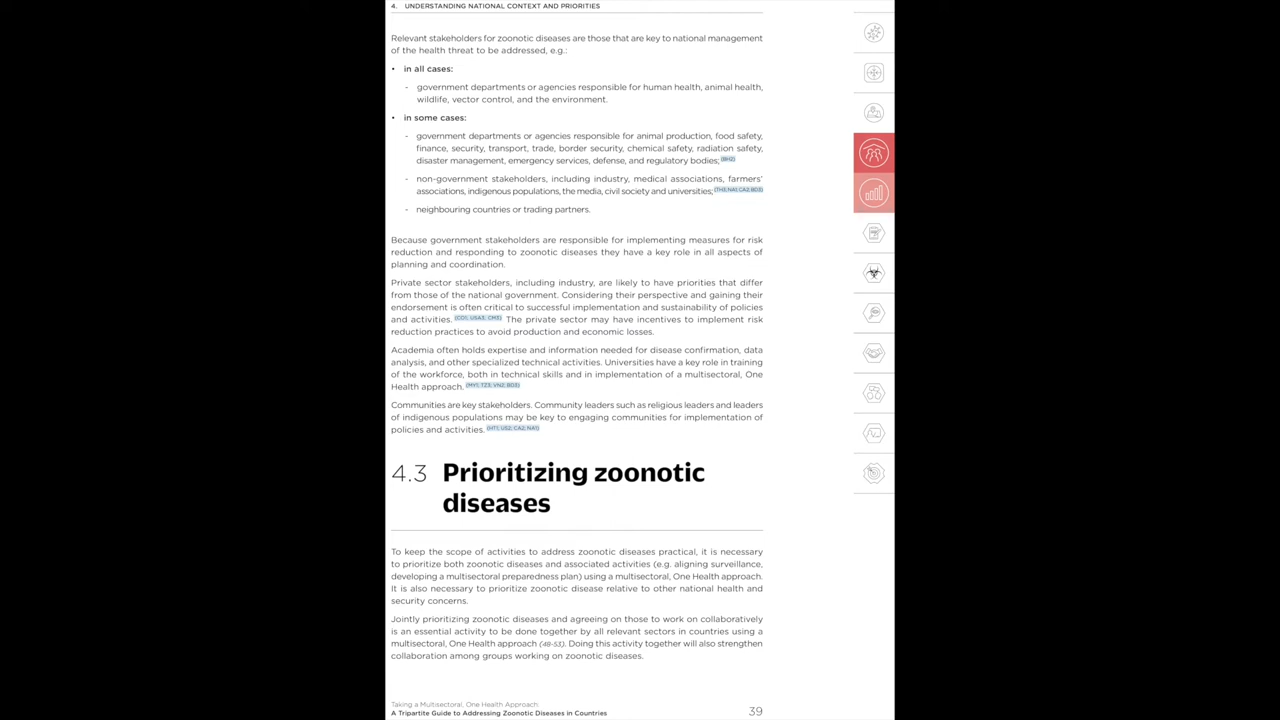 4. UNDERSTANDING NATIONAL CONTEXT AND PRIORITIES
Relevant stakeholders for zoonotic diseases are those that are key to national management
of the health threat to be addressed, e.g.:
• in all cases:
- government departments or agencies responsible for human health, animal health,
wildlife, vector control, and the environment.
• in some cases:
- government departments or agencies responsible for animal production, food safety,
finance, security, transport, trade, border security, chemical safety, radiation safety,
disaster management, emergency services, defense, and regulatory bodies; (BH2)
- non-government stakeholders, including industry, medical associations, farmers'
associations, indigenous populations, the media, civil society and universities; (TH3; NA1; CA2; BD3)
- neighbouring countries or trading partners.
Because government stakeholders are responsible for implementing measures for risk
reduction and responding to zoonotic diseases they have a key role in all aspects of
planning and coordination.
Private sector stakeholders, including industry, are likely to have priorities that differ
from those of the national government. Considering their perspective and gaining their
endorsement is often critical to successful implementation and sustainability of policies
and activities. (CO1; USA3, CM3) The private sector may have incentives to implement risk
reduction practices to avoid production and economic losses.
Academia often holds expertise and information needed for disease confirmation, data
analysis, and other specialized technical activities. Universities have a key role in training
of the workforce, both in technical skills and in implementation of a multisectoral, One
Health approach. (MY1; TZ3; VN2; BD3)
Communities are key stakeholders. Community leaders such as religious leaders and leaders
of indigenous populations may be key to engaging communities for implementation of
policies and activities. (HT1; US2; CA2; NA1)
4.3 Prioritizing zoonotic
diseases
To keep the scope of activities to address zoonotic diseases practical, it is necessary
to prioritize both zoonotic diseases and associated activities (e.g. aligning surveillance,
developing a multisectoral preparedness plan) using a multisectoral, One Health approach.
It is also necessary to prioritize zoonotic disease relative to other national health and
security concerns.
Jointly prioritizing zoonotic diseases and agreeing on those to work on collaboratively
is an essential activity to be done together by all relevant sectors in countries using a
multisectoral, One Health approach (49-53). Doing this activity together will also strengthen
collaboration among groups working on zoonotic diseases.
Taking a Multisectoral, One Health Approach:
A Tripartite Guide to Addressing Zoonotic Diseases in Countries
39